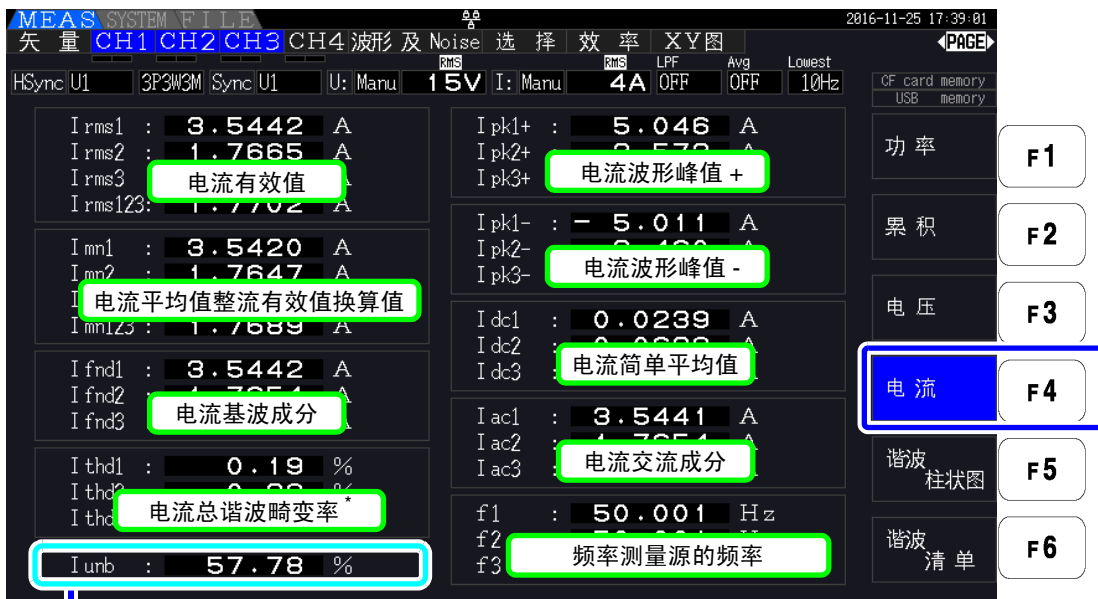 MEAS SYSTEM FILE 2016-11-25 17:39:01
矢 量 CH1 CH2 CH3 CH4 波形 及 Noise 选 择 效 率 XY图 PAGE
RMS RMS LPF Avg Lowest
HSync U1 3P3W3M Sync U1 U: Manu 15V I: Manu 4A OFF OFF 10Hz
CF card memory
USB memory
Irms1 : 3.5442 A
Irms2 : 1.7665 A
Irms3 A
Irms123: 1.7702 A
电流有效值
Imn1 : 3.5420 A
Imn2 : 1.7647 A
Imn123 : 1.7689 A
电流平均值整流有效值换算值
Ifnd1 : 3.5442 A
Ifnd2 A
Ifnd3
电流基波成分
Ithd1 : 0.19 %
电流总谐波畸变率*
Iunb : 57.78 %
Ipk1+ : 5.046 A
Ipk2+
Ipk3+
电流波形峰值 +
Ipk1- : - 5.011 A
Ipk2-
Ipk3-
电流波形峰值 -
Idc1 : 0.0239 A
Idc2
Idc3
电流简单平均值
Iac1 : 3.5441 A
Iac2
Iac3
电流交流成分
f1 : 50.001 Hz
f2
f3
频率测量源的频率
功 率 F1
累 积 F2
电 压 F3
电 流 F4
谐波
柱状图 F5
谐波
清 单 F6